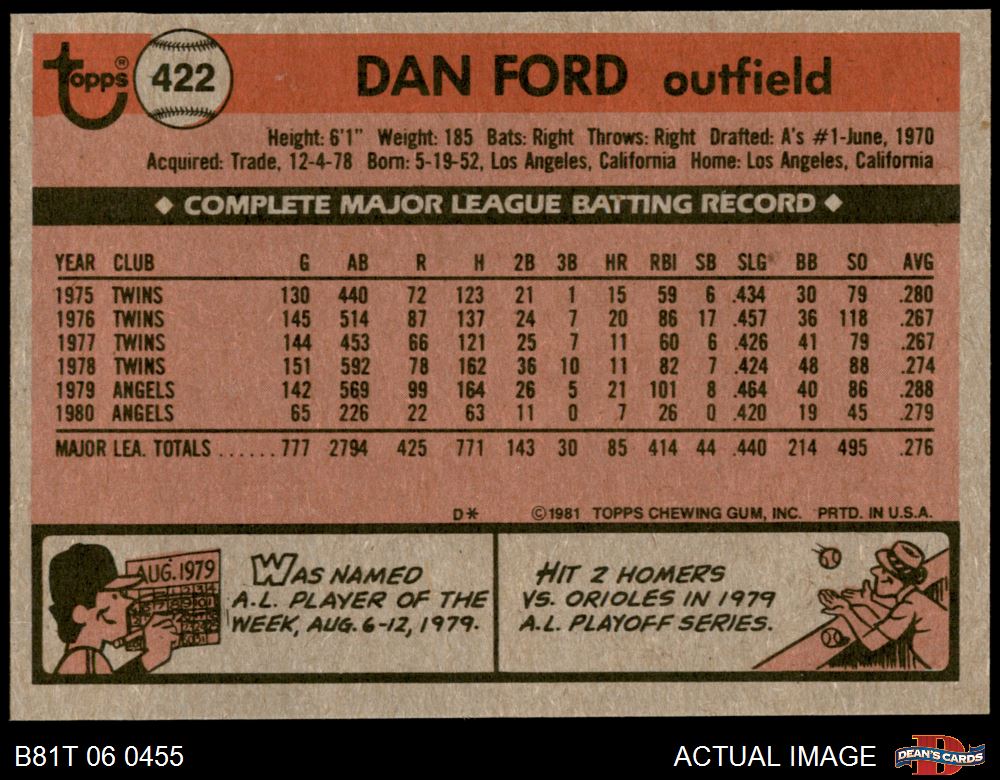 topps® 422 DAN FORD outfield
Height: 6'1" Weight: 185 Bats: Right Throws: Right Drafted: A's #1-June, 1970
Acquired: Trade, 12-4-78 Born: 5-19-52, Los Angeles, California Home: Los Angeles, California
◆ COMPLETE MAJOR LEAGUE BATTING RECORD ◆
YEAR CLUB G AB R H 2B 3B HR RBI SB SLG BB SO AVG
1975 TWINS 130 440 72 123 21 1 15 59 6 .434 30 79 .280
1976 TWINS 145 514 87 137 24 7 20 86 17 .457 36 118 .267
1977 TWINS 144 453 66 121 25 7 11 60 6 .426 41 79 .267
1978 TWINS 151 592 78 162 36 10 11 82 7 .424 48 88 .274
1979 ANGELS 142 569 99 164 26 5 21 101 8 .464 40 86 .288
1980 ANGELS 65 226 22 63 11 0 7 26 0 .420 19 45 .279
MAJOR LEA. TOTALS ......777 2794 425 771 143 30 85 414 44 .440 214 495 .276
D* ©1981 TOPPS CHEWING GUM, INC. PRTD. IN U.S.A.
AUG. 1979
WAS NAMED
A.L. PLAYER OF THE
WEEK, AUG. 6-12, 1979.
HIT 2 HOMERS
VS. ORIOLES IN 1979
A.L. PLAYOFF SERIES.
B81T 06 0455 ACTUAL IMAGE DEAN'S CARDS